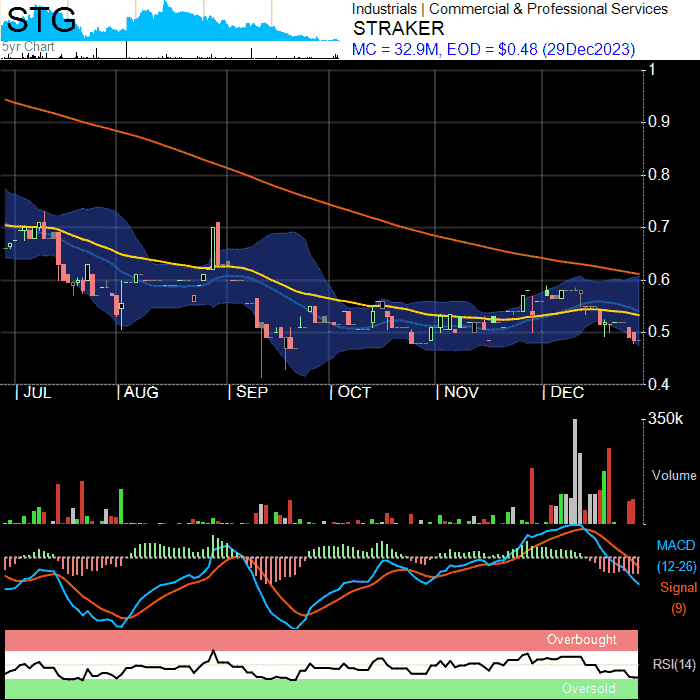 STG
5yr Chart
Industrials | Commercial & Professional Services
STRAKER
MC = 32.9M, EOD = $0.48 (29Dec2023)
1
0.9
0.8
0.7
0.6
0.5
0.4
| JUL | AUG | SEP | OCT | NOV | DEC
350k
Volume
MACD
(12-26)
Signal
(9)
Overbought
RSI(14)
Oversold